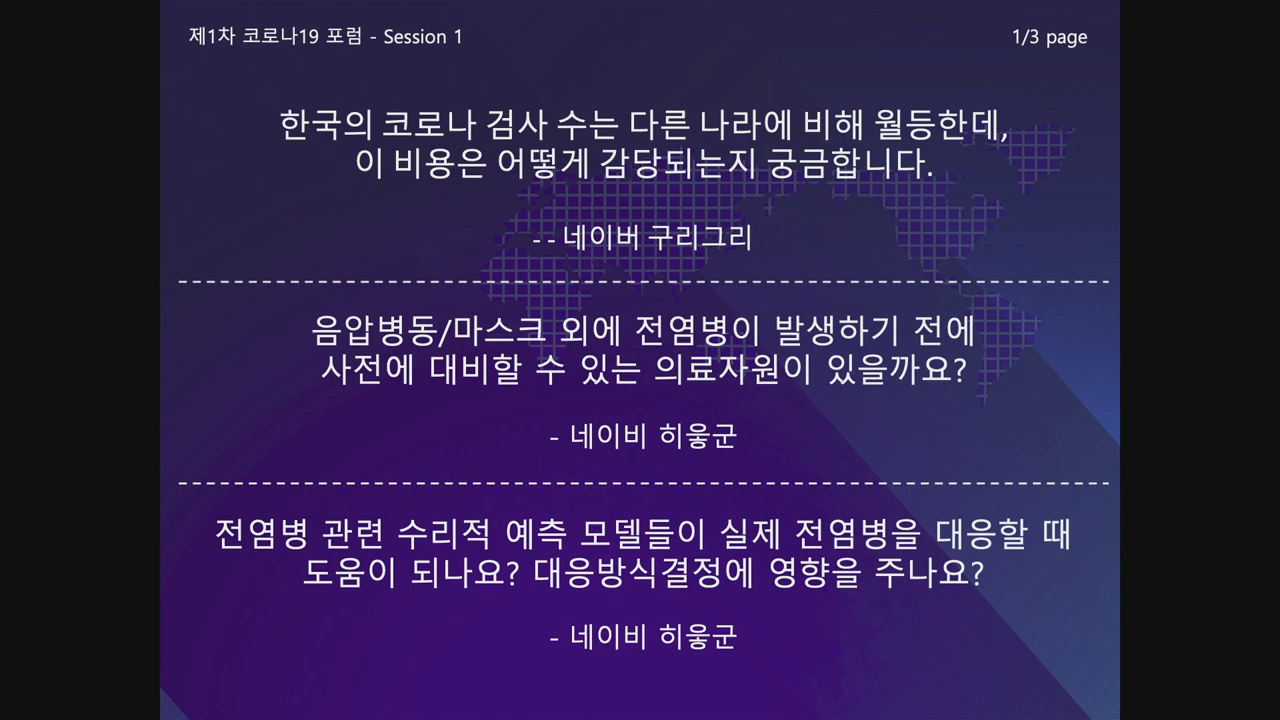 제1차 코로나19 포럼 - Session 1
1/3 page
한국의 코로나 검사 수는 다른 나라에 비해 월등한데,
이 비용은 어떻게 감당되는지 궁금합니다.
-- 네이버 구리그리
음압병동/마스크 외에 전염병이 발생하기 전에
사전에 대비할 수 있는 의료자원이 있을까요?
- 네이비 히웋군
전염병 관련 수리적 예측 모델들이 실제 전염병을 대응할 때
도움이 되나요? 대응방식결정에 영향을 주나요?
- 네이비 히웋군